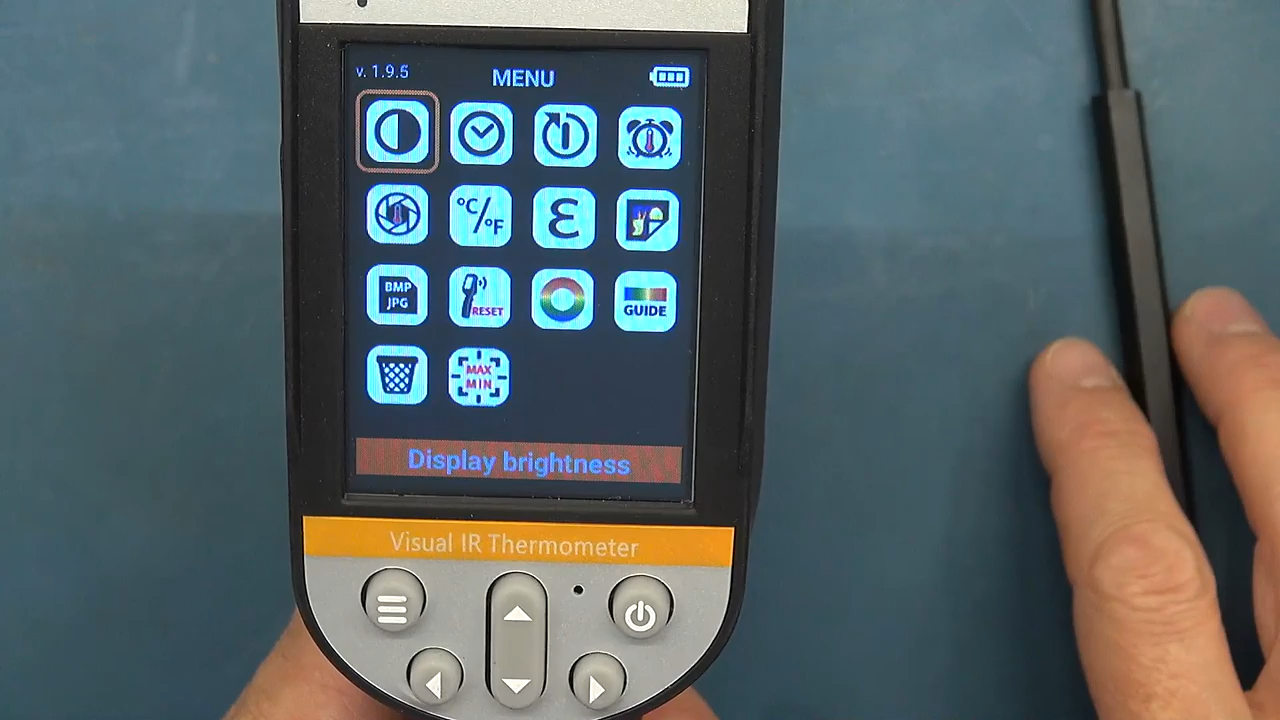 v. 1.9.5
MENU
°C/°F
ε
BMP
JPG
RESET
GUIDE
MAX
MIN
Display brightness
Visual IR Thermometer